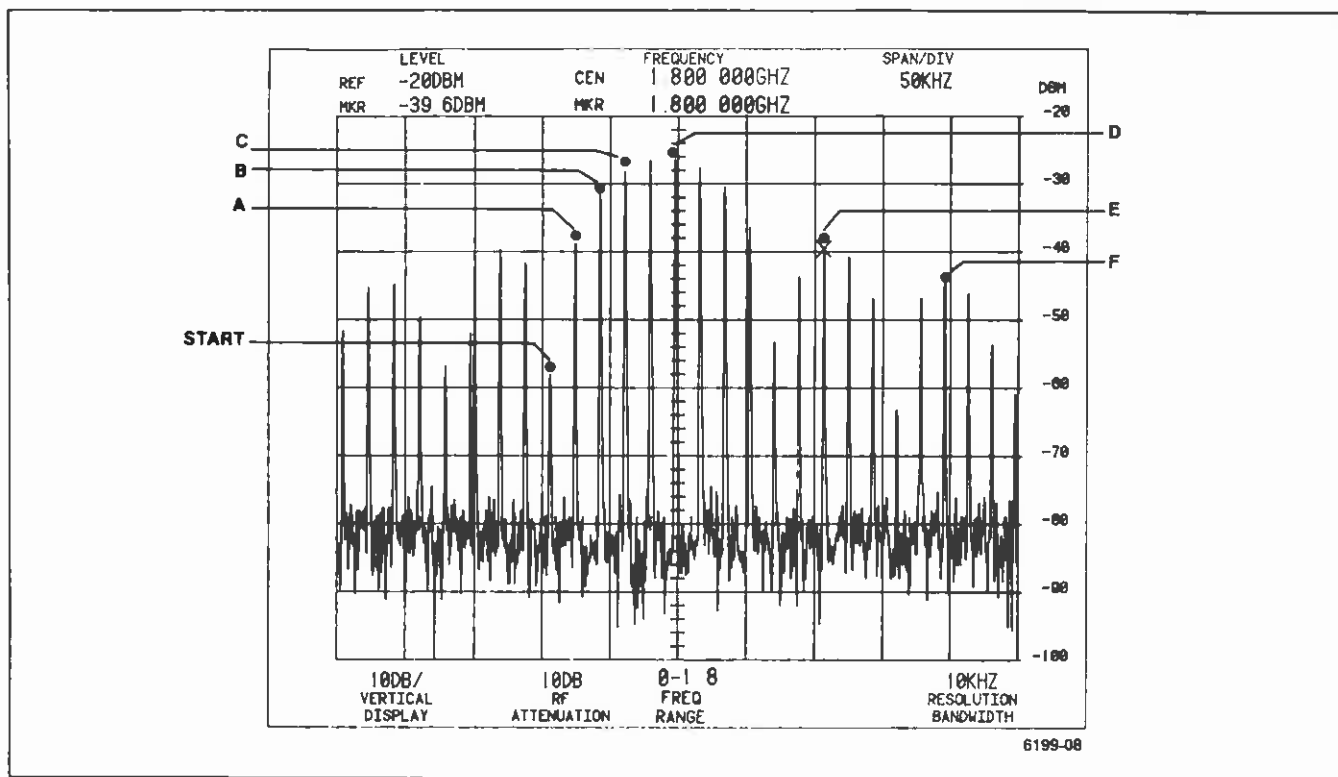 LEVEL FREQUENCY SPAN/DIV
REF -20DBM CEN 1.800 000GHZ 50KHZ
MKR -39 6DBM MKR 1.800 000GHZ
DBM
-20
C
D
B
-30
A
E
-40
F
-50
START
-60
-70
-80
-90
-100
10DB/ 10DB 0-1 8 10KHZ
VERTICAL RF FREQ RESOLUTION
DISPLAY ATTENUATION RANGE BANDWIDTH
6199-08